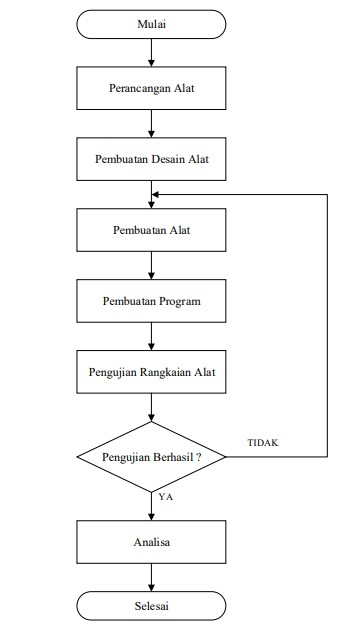 Mulai
Perancangan Alat
Pembuatan Desain Alat
Pembuatan Alat
Pembuatan Program
Pengujian Rangkaian Alat
Pengujian Berhasil ?
TIDAK
YA
Analisa
Selesai